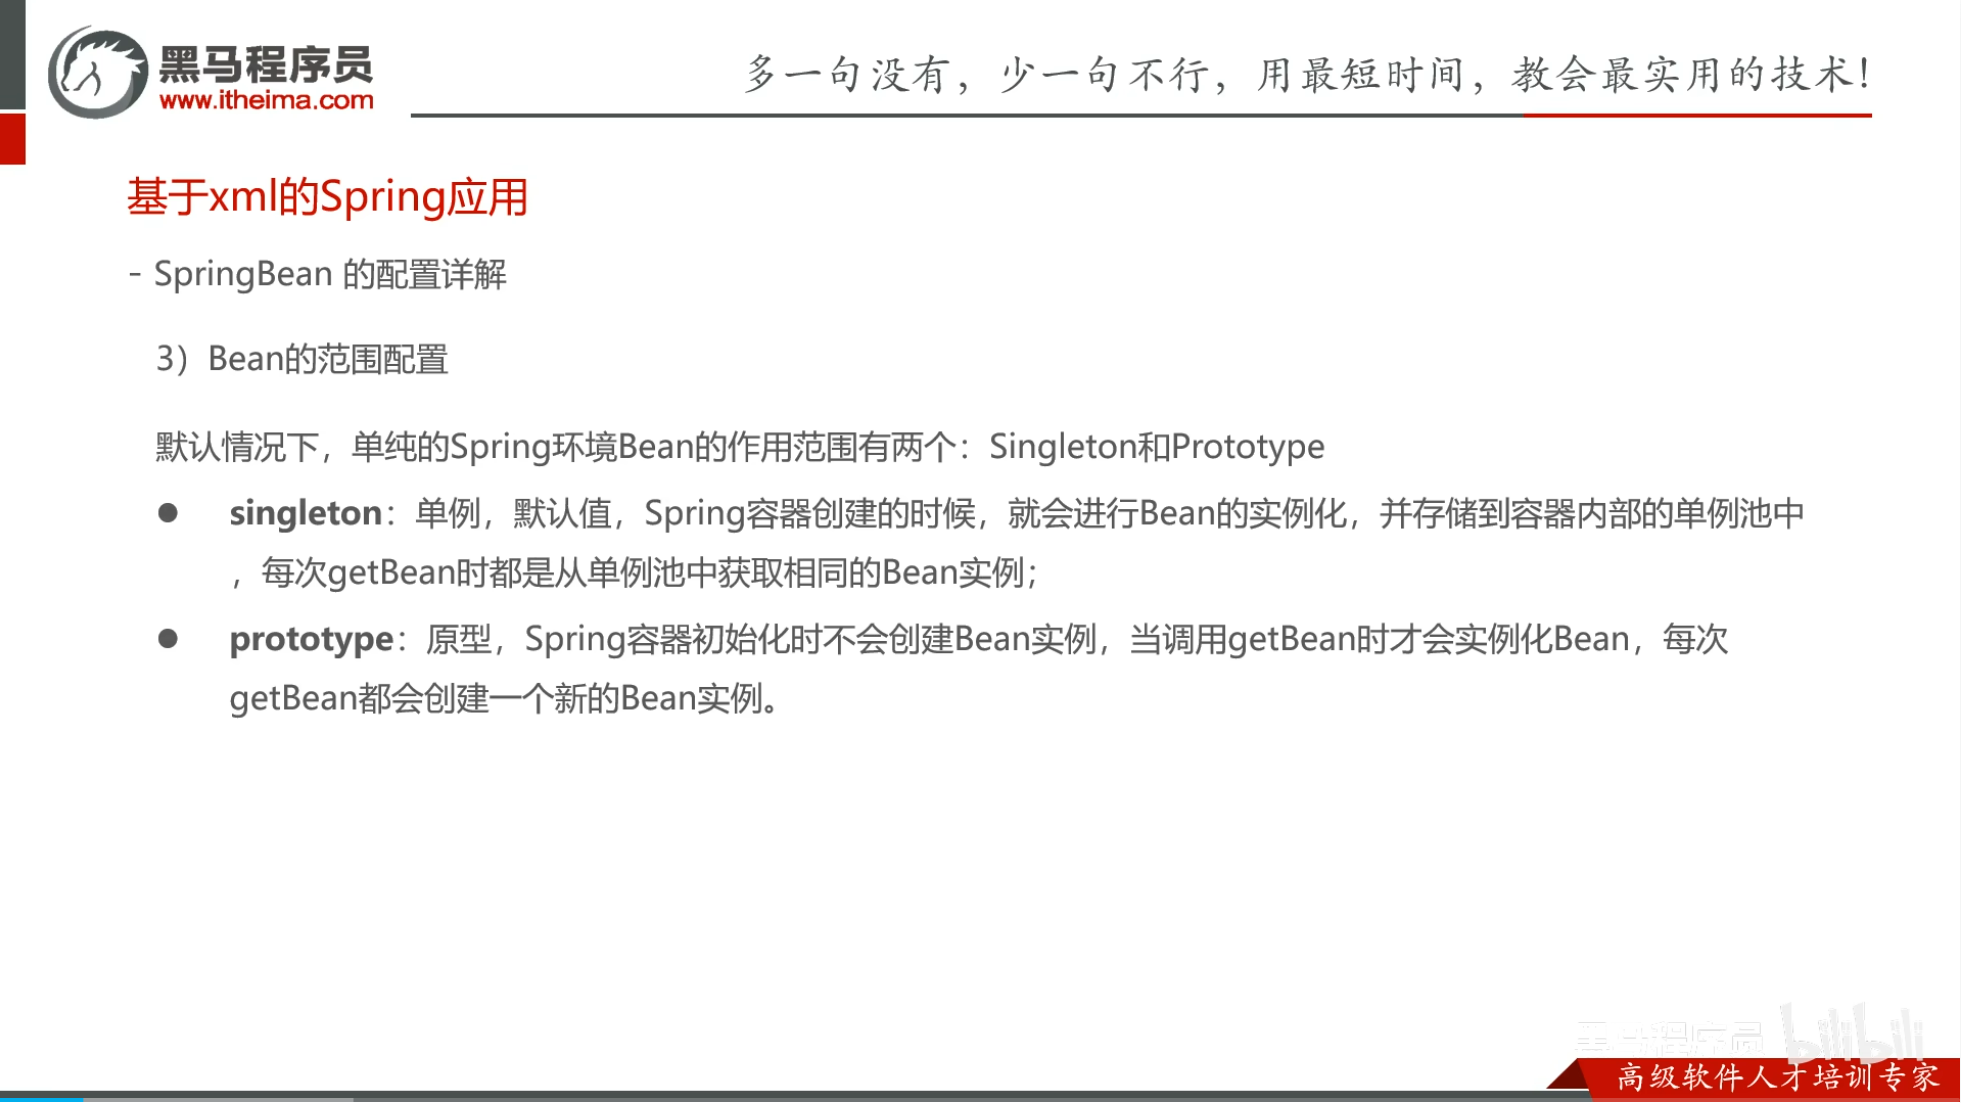 黑马程序员
www.itheima.com
多一句没有，少一句不行，用最短时间，教会最实用的技术！
基于xml的Spring应用
- SpringBean 的配置详解
3）Bean的范围配置
默认情况下，单纯的Spring环境Bean的作用范围有两个：Singleton和Prototype
● singleton：单例，默认值，Spring容器创建的时候，就会进行Bean的实例化，并存储到容器内部的单例池中
，每次getBean时都是从单例池中获取相同的Bean实例；
● prototype：原型，Spring容器初始化时不会创建Bean实例，当调用getBean时才会实例化Bean，每次
getBean都会创建一个新的Bean实例。
黑马程序员 bilibili
高级软件人才培训专家